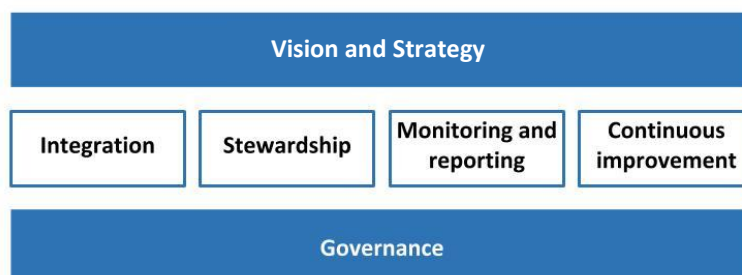 Vision and Strategy
Integration
Stewardship
Monitoring and
reporting
Continuous
improvement
Governance